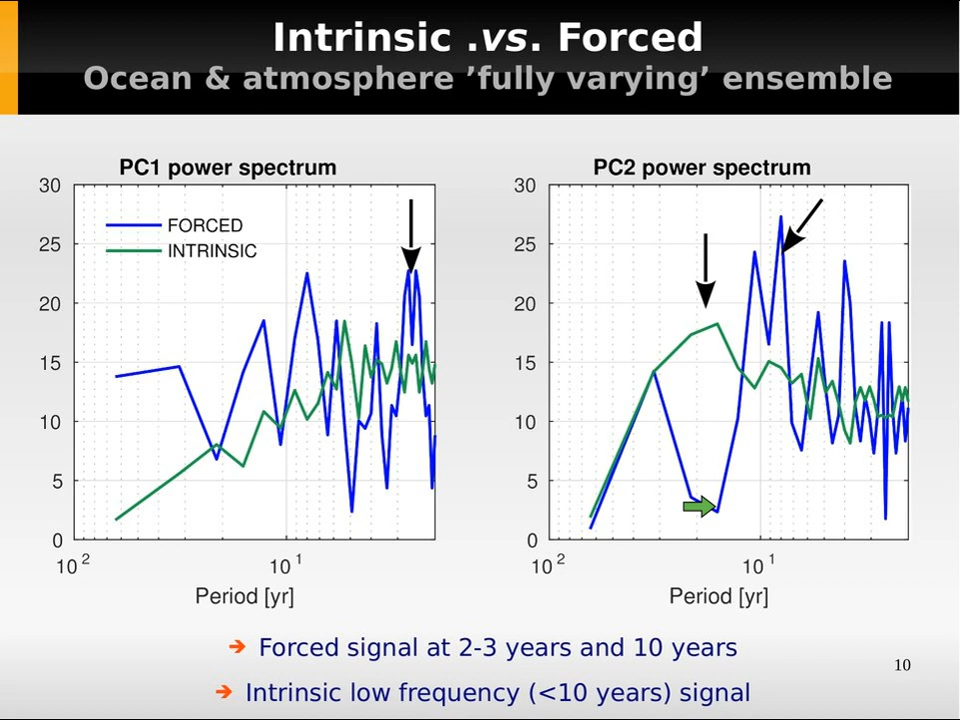 Intrinsic .vs. Forced
Ocean & atmosphere ’fully varying’ ensemble
PC1 power spectrum
30
25
20
15
10
5
0
FORCED
INTRINSIC
10 2
10 1
Period [yr]
PC2 power spectrum
30
25
20
15
10
5
0
10 2
10 1
Period [yr]
➔ Forced signal at 2-3 years and 10 years
➔ Intrinsic low frequency (<10 years) signal
10